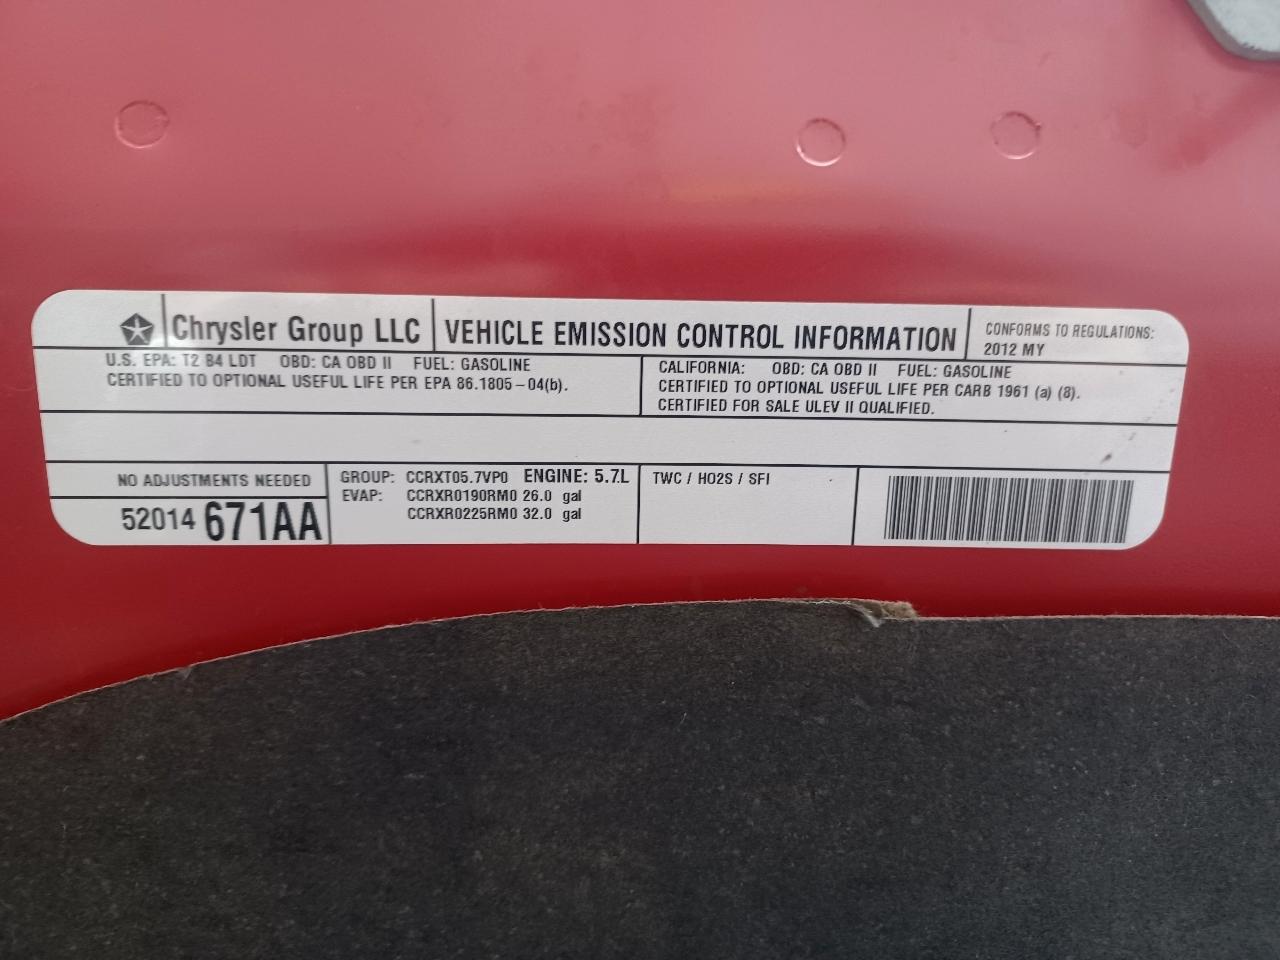 Chrysler Group LLC
VEHICLE EMISSION CONTROL INFORMATION
CONFORMS TO REGULATIONS:
2012 MY
U.S. EPA: T2 B4 LDT OBD: CA OBD II FUEL: GASOLINE
CERTIFIED TO OPTIONAL USEFUL LIFE PER EPA 86.1805-04(b).
CALIFORNIA: OBD: CA OBD II FUEL: GASOLINE
CERTIFIED TO OPTIONAL USEFUL LIFE PER CARB 1961 (a) (8).
CERTIFIED FOR SALE ULEV II QUALIFIED.
NO ADJUSTMENTS NEEDED
52014 671AA
GROUP: CCRXT05.7VP0 ENGINE: 5.7L
EVAP: CCRXR0190RM0 26.0 gal
CCRXR0225RM0 32.0 gal
TWC / HO2S / SFI